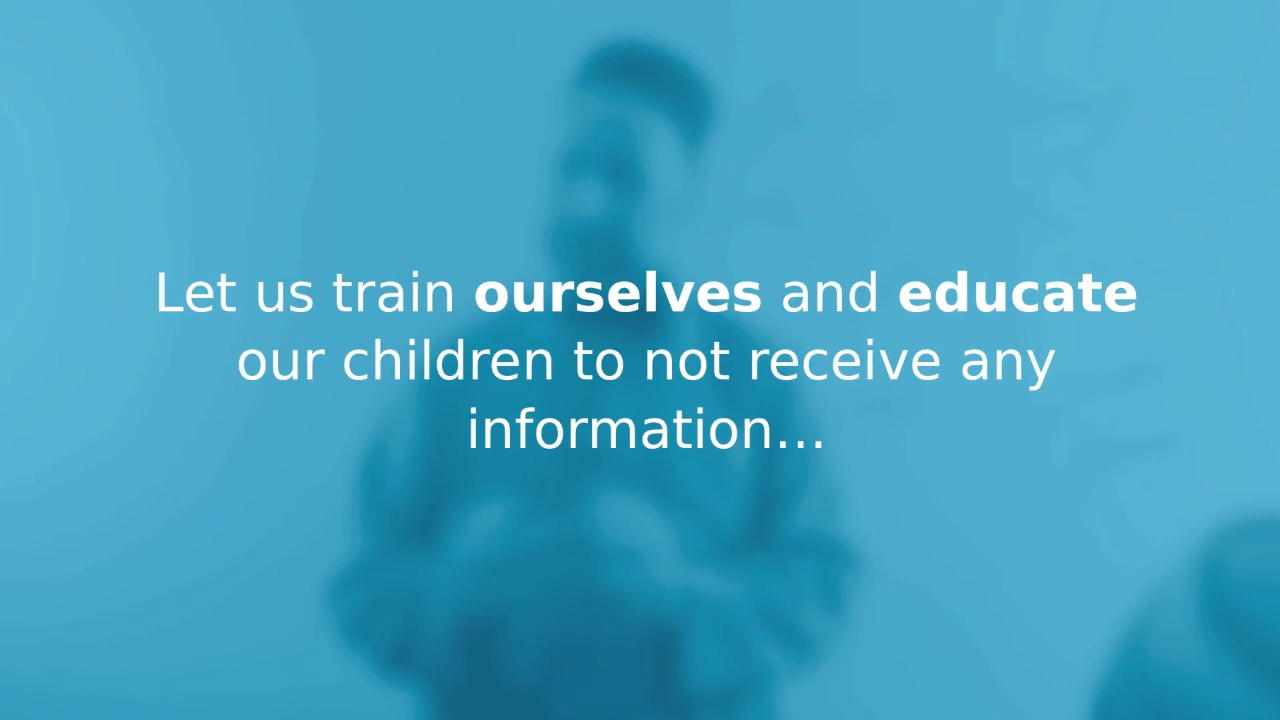 Let us train ourselves and educate
our children to not receive any
information...